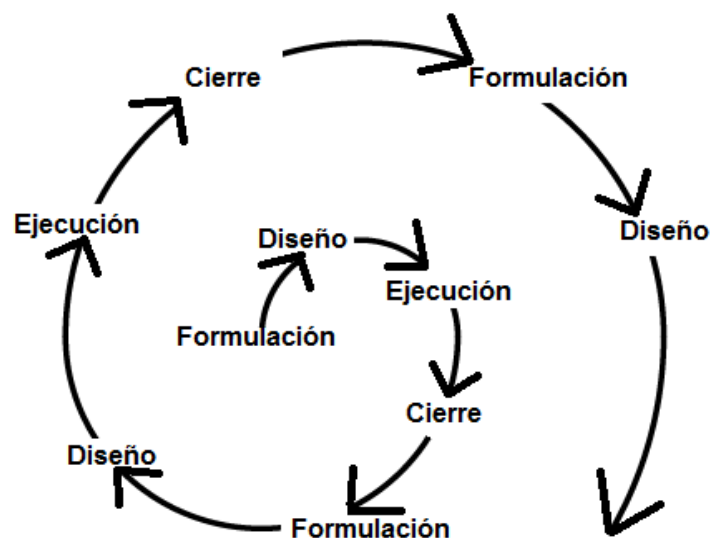 Cierre
Formulación
Ejecución
Diseño
Diseño
Ejecución
Formulación
Cierre
Diseño
Formulación